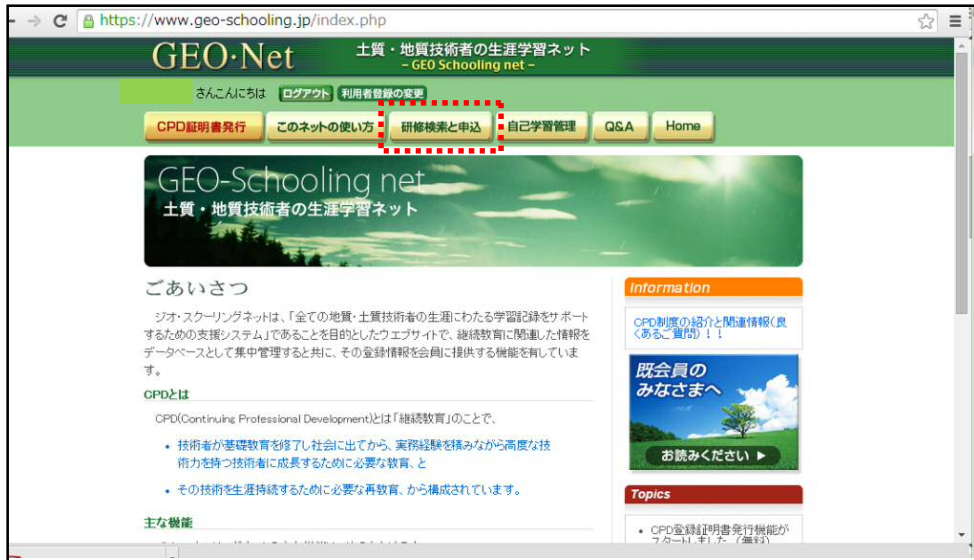 https://www.geo-schooling.jp/index.php
GEO·Net 土質・地質技術者の生涯学習ネット
– GEO Schooling net –
さんこんにちは ログアウト 利用者登録の変更
CPD証明書発行 このネットの使い方 研修検索と申込 自己学習管理 Q&A Home
GEO-Schooling net
土質・地質技術者の生涯学習ネット
ごあいさつ
ジオ・スクーリングネットは、「全ての地質・土質技術者の生涯にわたる学習記録をサポート
するための支援システム」であることを目的としたウェブサイトで、継続教育に関連した情報を
データベースとして集中管理すると共に、その登録情報を会員に提供する機能を有していま
す。
CPDとは
CPD(Continuing Professional Development)とは「継続教育」のことで、
• 技術者が基礎教育を修了し社会に出てから、実務経験を積みながら高度な技
術力を持つ技術者に成長するために必要な教育、と
• その技術を生涯持続するために必要な再教育、から構成されています。
主な機能
Information
CPD制度の紹介と関連情報(良
くあるご質問)！！
既会員の
みなさまへ
お読みください ▶
Topics
• CPD登録証明書発行機能が
スタートしました（無料）